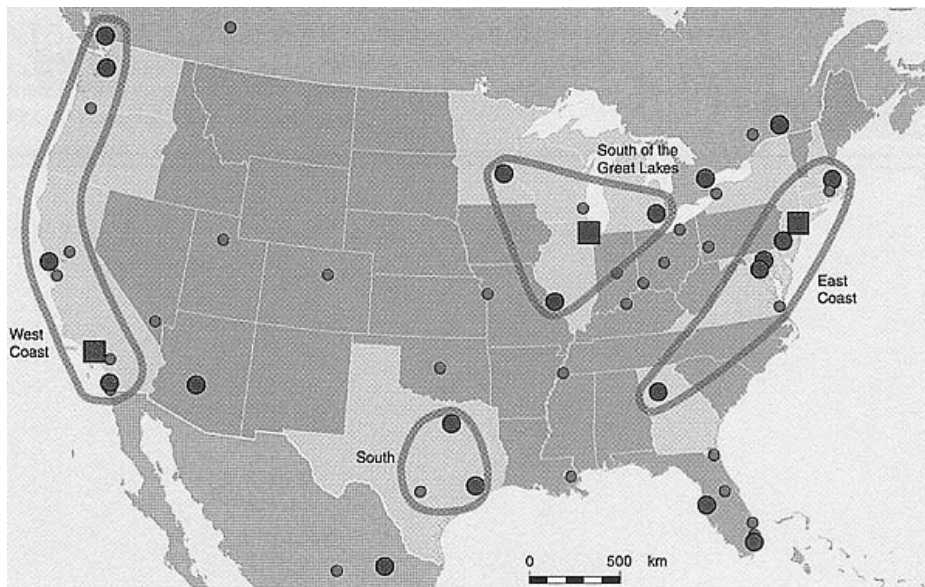 South of the
Great Lakes
East
Coast
West
Coast
South
0 500 km